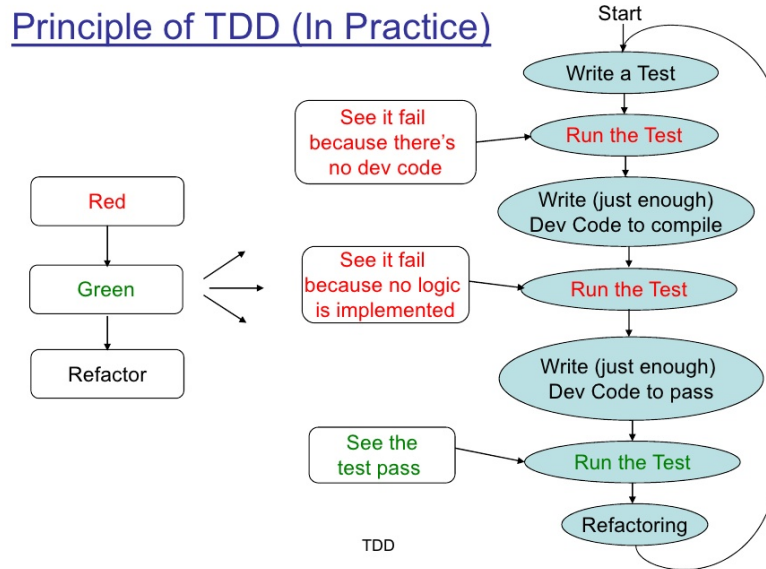 Principle of TDD (In Practice)
Start
Write a Test
See it fail
because there's
no dev code
Run the Test
Red
Write (just enough)
Dev Code to compile
Green
See it fail
because no logic
is implemented
Run the Test
Refactor
Write (just enough)
Dev Code to pass
See the
test pass
Run the Test
Refactoring
TDD